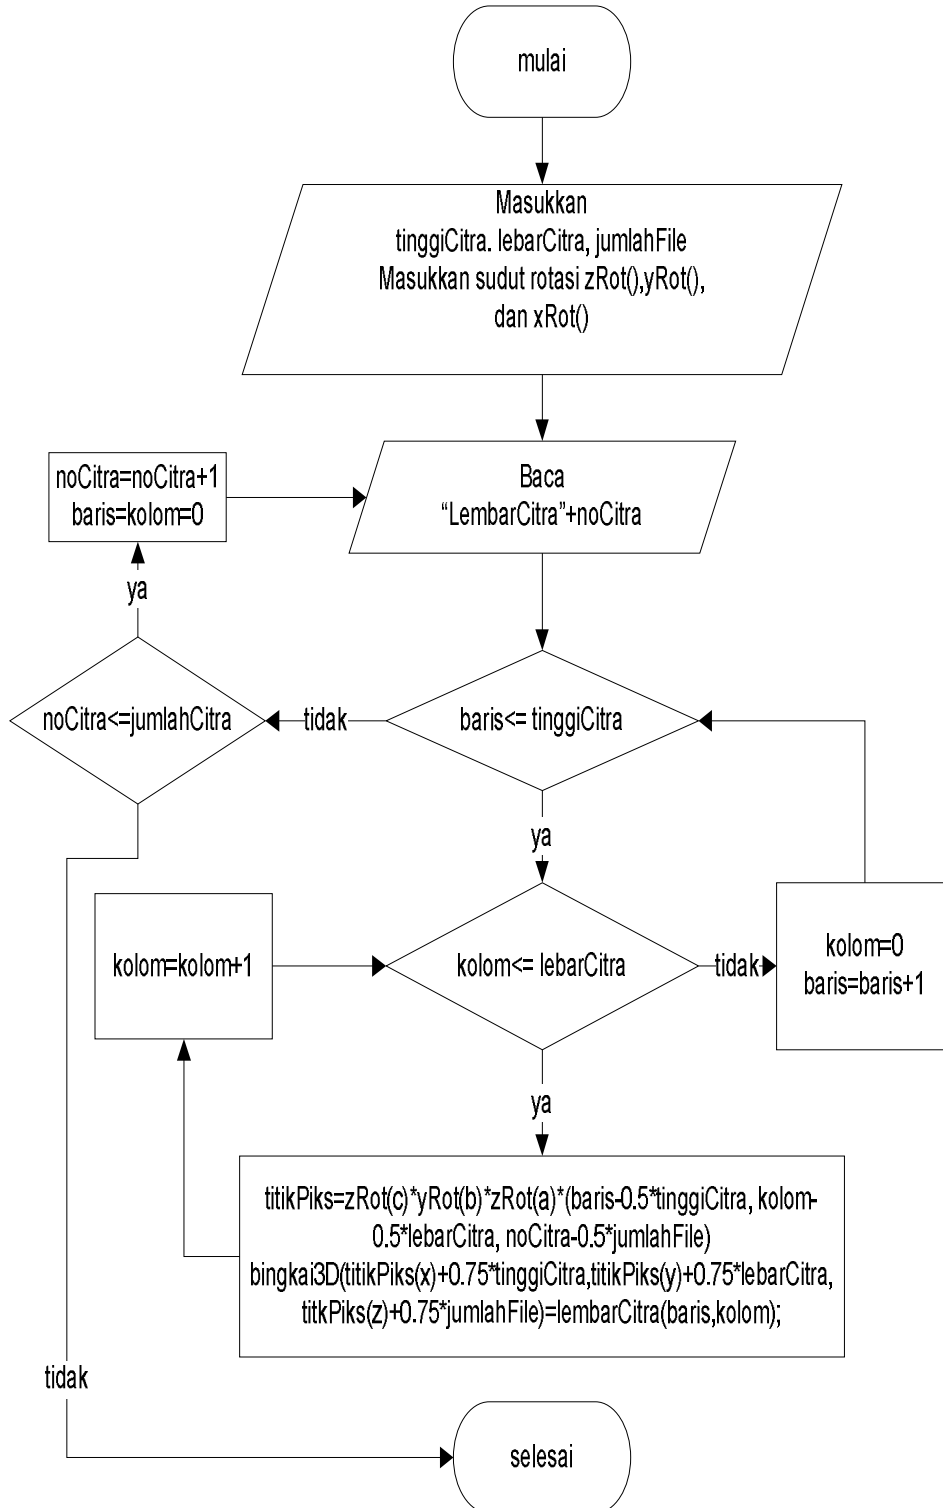 mulai
Masukkan
tinggiCitra. lebarCitra, jumlahFile
Masukkan sudut rotasi zRot(),yRot(),
dan xRot()
noCitra=noCitra+1
baris=kolom=0
Baca
“LembarCitra”+noCitra
ya
noCitra<=jumlahCitra
tidak
baris<= tinggiCitra
ya
kolom=kolom+1
kolom<= lebarCitra
tidak
kolom=0
baris=baris+1
ya
titikPiks=zRot(c)*yRot(b)*zRot(a)*(baris-0.5*tinggiCitra, kolom-
0.5*lebarCitra, noCitra-0.5*jumlahFile)
bingkai3D(titikPiks(x)+0.75*tinggiCitra,titikPiks(y)+0.75*lebarCitra,
titkPiks(z)+0.75*jumlahFile)=lembarCitra(baris,kolom);
tidak
selesai